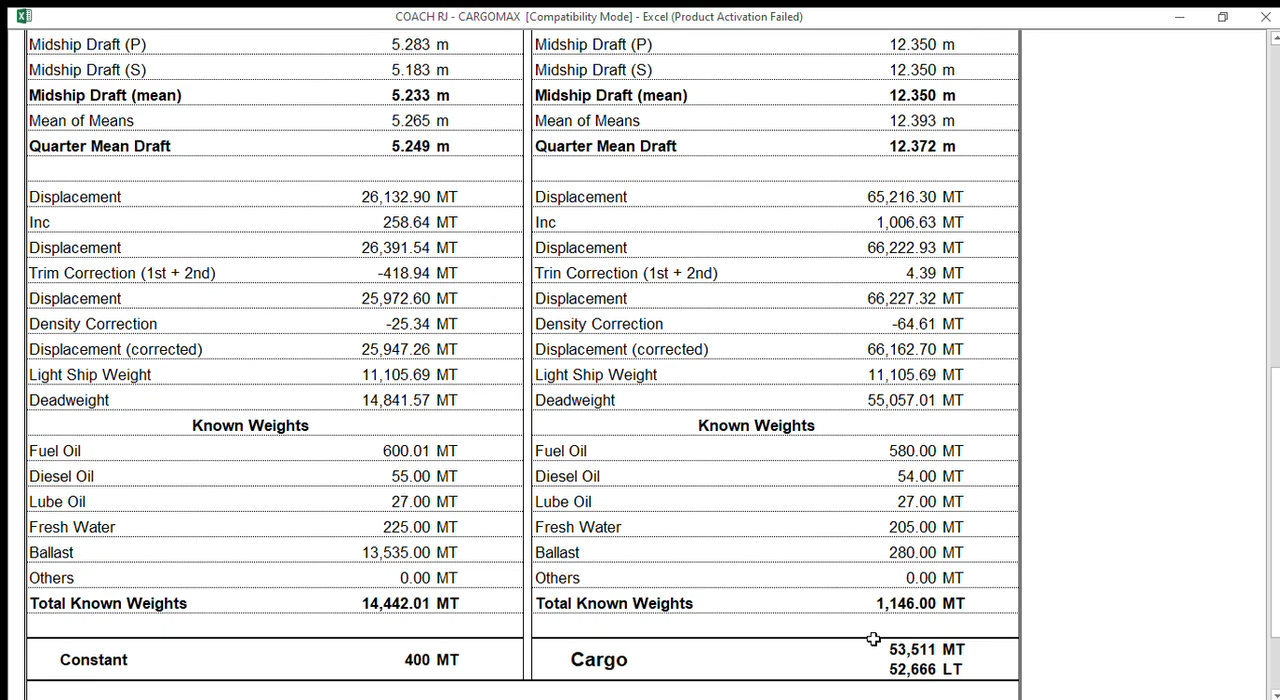 COACH RJ - CARGOMAX [Compatibility Mode] - Excel (Product Activation Failed)
Midship Draft (P) 5.283 m Midship Draft (P) 12.350 m
Midship Draft (S) 5.183 m Midship Draft (S) 12.350 m
Midship Draft (mean) 5.233 m Midship Draft (mean) 12.350 m
Mean of Means 5.265 m Mean of Means 12.393 m
Quarter Mean Draft 5.249 m Quarter Mean Draft 12.372 m
Displacement 26,132.90 MT Displacement 65,216.30 MT
Inc 258.64 MT Inc 1,006.63 MT
Displacement 26,391.54 MT Displacement 66,222.93 MT
Trim Correction (1st + 2nd) -418.94 MT Trin Correction (1st + 2nd) 4.39 MT
Displacement 25,972.60 MT Displacement 66,227.32 MT
Density Correction -25.34 MT Density Correction -64.61 MT
Displacement (corrected) 25,947.26 MT Displacement (corrected) 66,162.70 MT
Light Ship Weight 11,105.69 MT Light Ship Weight 11,105.69 MT
Deadweight 14,841.57 MT Deadweight 55,057.01 MT
Known Weights Known Weights
Fuel Oil 600.01 MT Fuel Oil 580.00 MT
Diesel Oil 55.00 MT Diesel Oil 54.00 MT
Lube Oil 27.00 MT Lube Oil 27.00 MT
Fresh Water 225.00 MT Fresh Water 205.00 MT
Ballast 13,535.00 MT Ballast 280.00 MT
Others 0.00 MT Others 0.00 MT
Total Known Weights 14,442.01 MT Total Known Weights 1,146.00 MT
Constant 400 MT Cargo 53,511 MT
52,666 LT